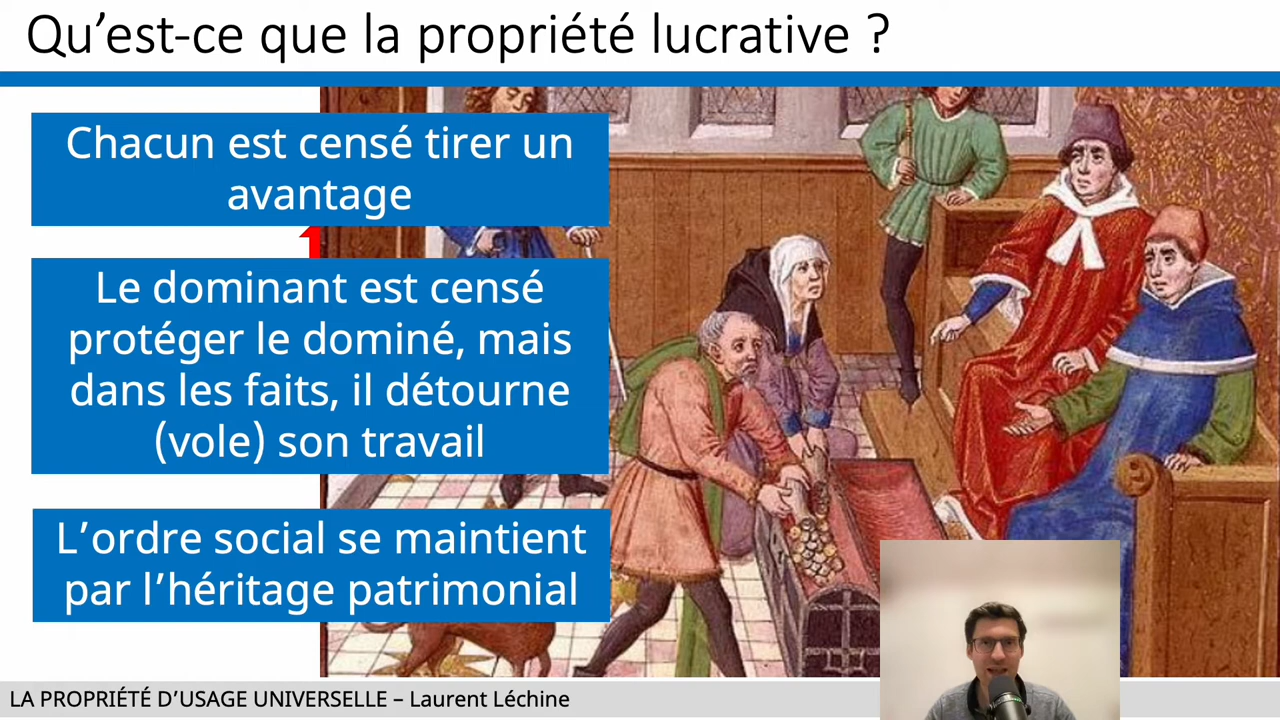 Qu’est-ce que la propriété lucrative ?
Chacun est censé tirer un
avantage
Le dominant est censé
protéger le dominé, mais
dans les faits, il détourne
(vole) son travail
L’ordre social se maintient
par l’héritage patrimonial
LA PROPRIÉTÉ D’USAGE UNIVERSELLE – Laurent Léchine